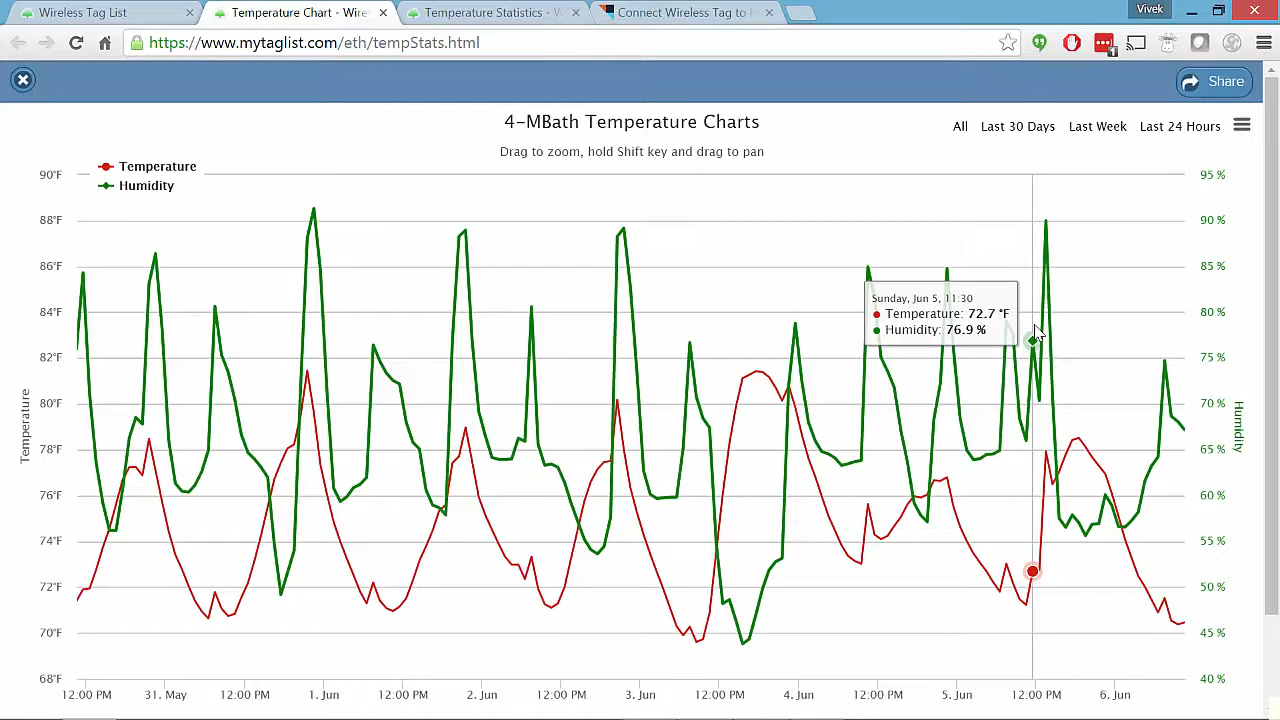 Wireless Tag List
Temperature Chart - Wire
Temperature Statistics - W
Connect Wireless Tag to
Vivek
https://www.mytaglist.com/eth/tempStats.html
1
Share
4-MBath Temperature Charts
Drag to zoom, hold Shift key and drag to pan
All Last 30 Days Last Week Last 24 Hours
Temperature
Humidity
90°F 95 %
88°F 90 %
86°F 85 %
84°F 80 %
82°F 75 %
80°F 70 %
78°F 65 %
76°F 60 %
74°F 55 %
72°F 50 %
70°F 45 %
68°F 40 %
Temperature
Humidity
Sunday, Jun 5, 11:30
Temperature: 72.7 °F
Humidity: 76.9 %
12:00 PM 31. May 12:00 PM 1. Jun 12:00 PM 2. Jun 12:00 PM 3. Jun 12:00 PM 4. Jun 12:00 PM 5. Jun 12:00 PM 6. Jun